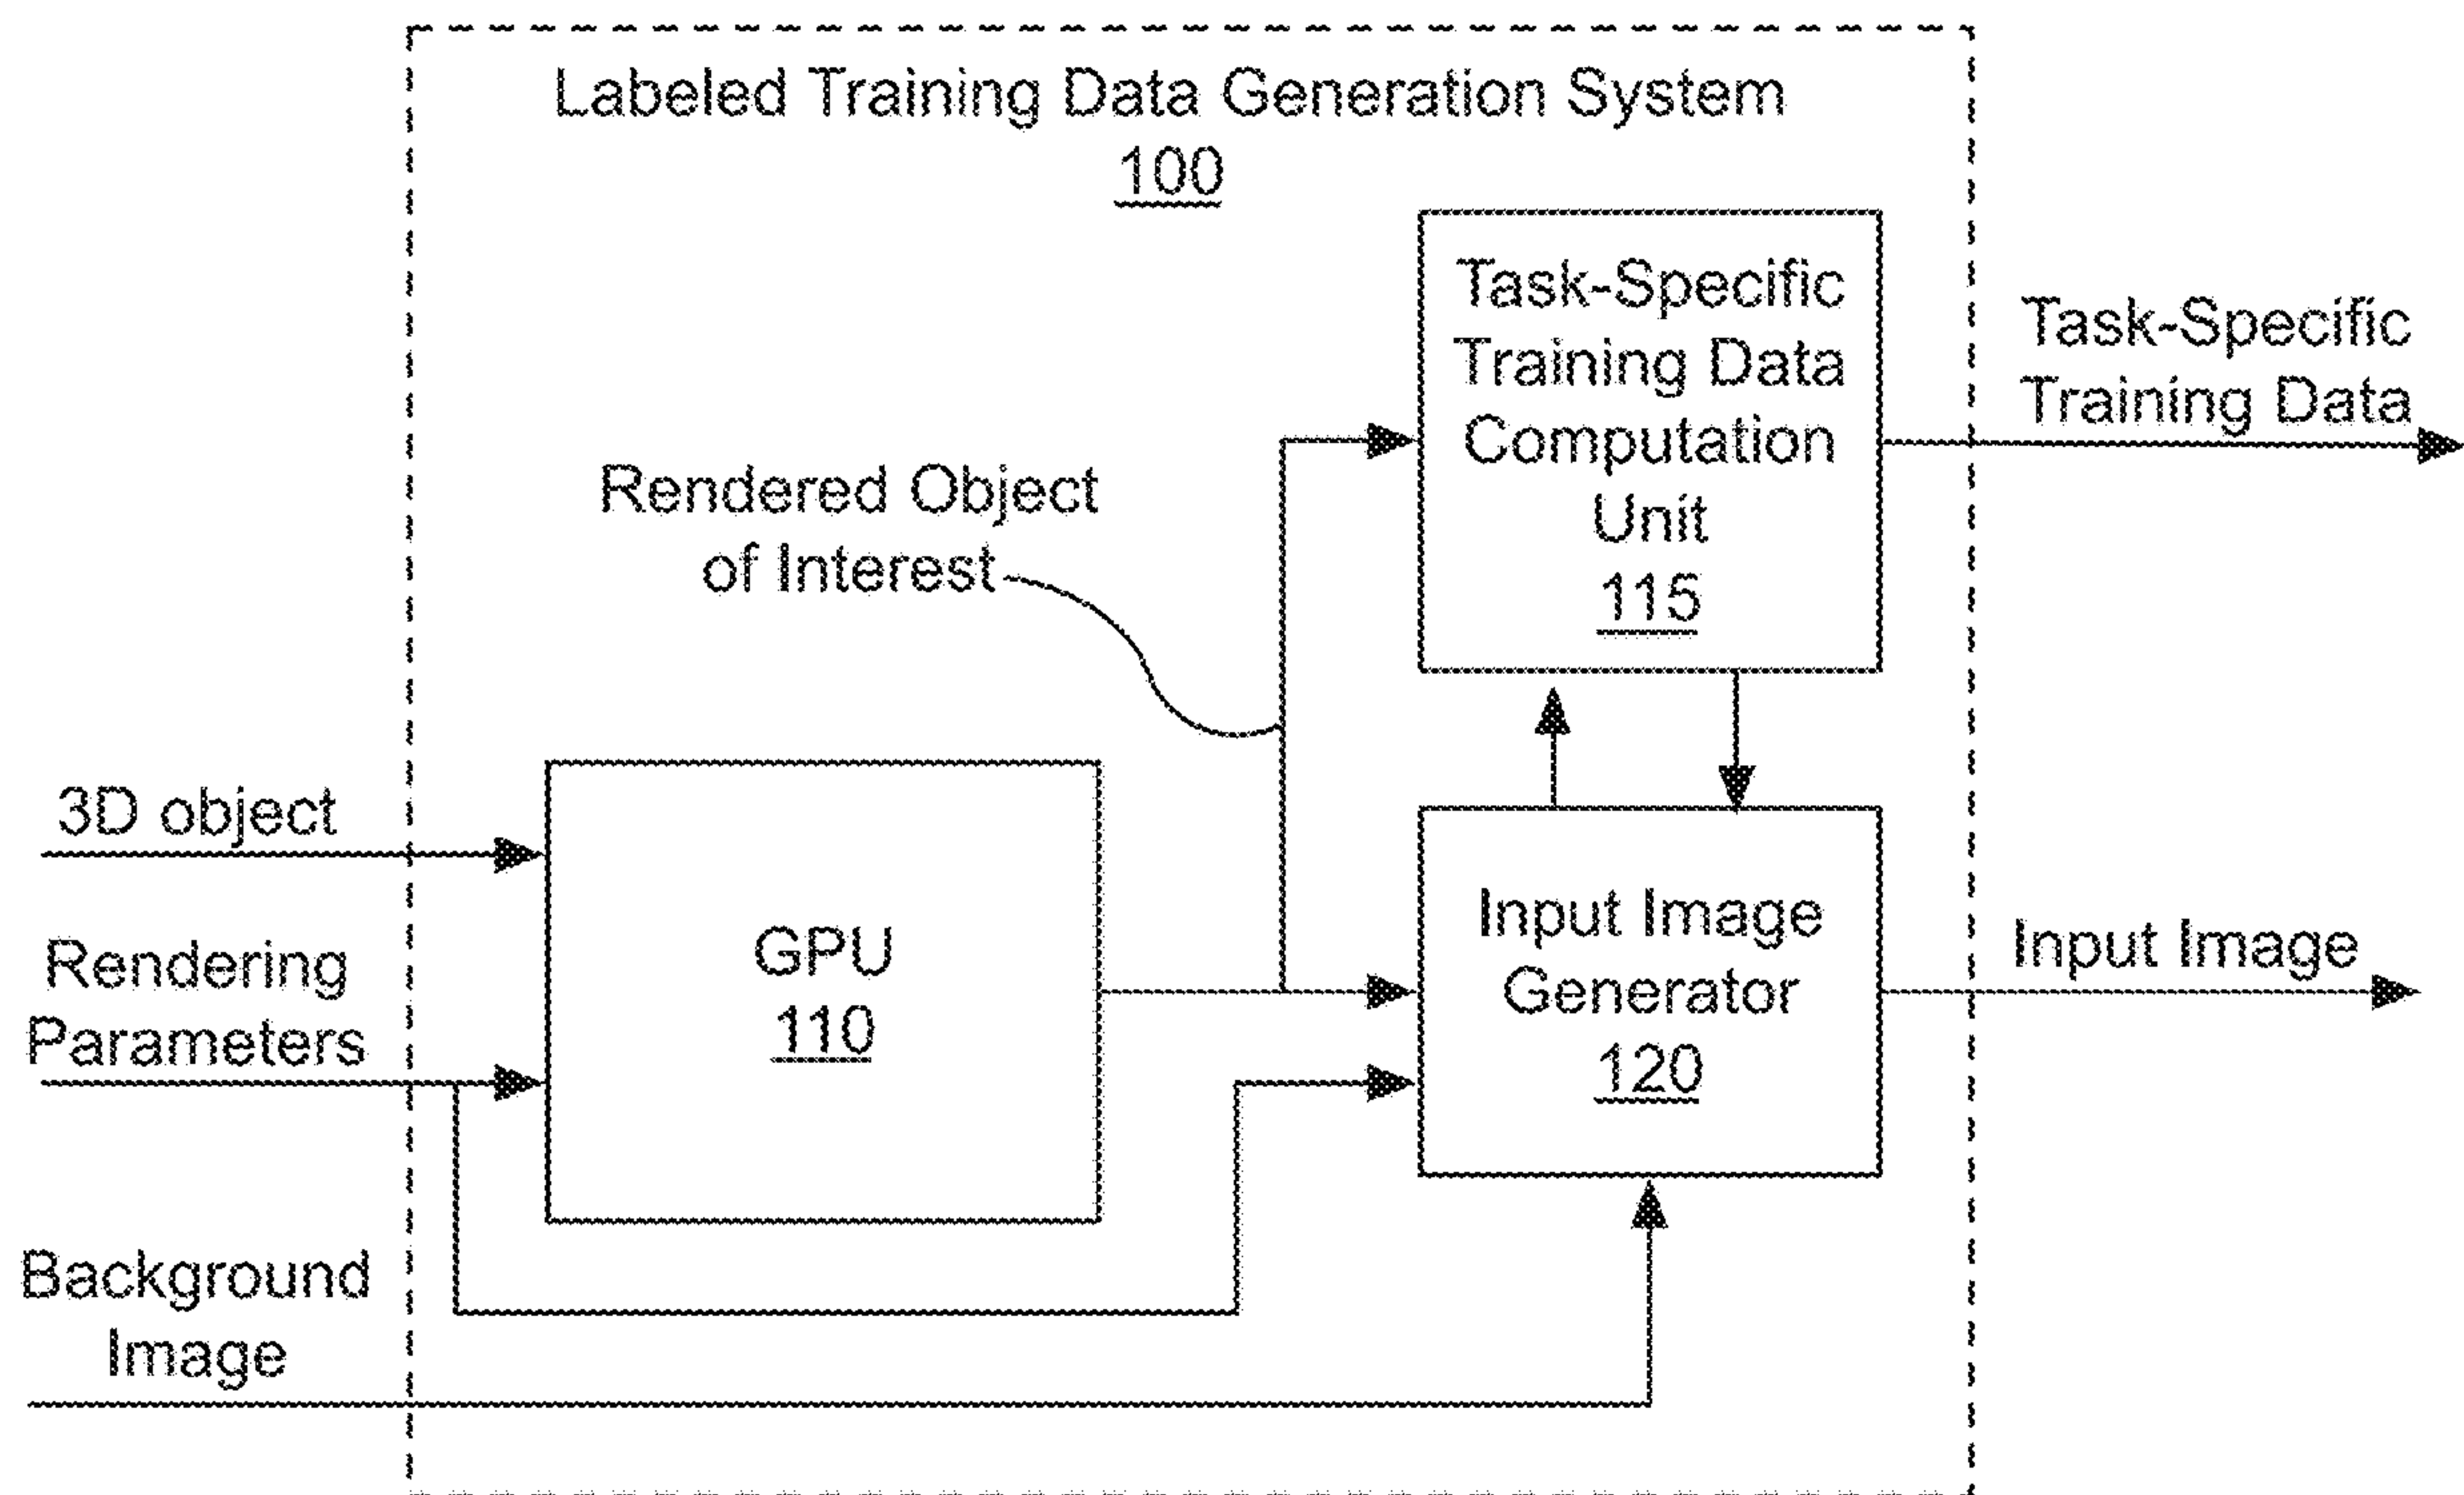 Labeled Training Data Generation System
100
Task-Specific
Training Data
Computation
Unit
115
Task-Specific
Training Data
Rendered Object
of Interest
3D object
Rendering
Parameters
GPU
110
Input Image
Generator
120
Input Image
Background
Image